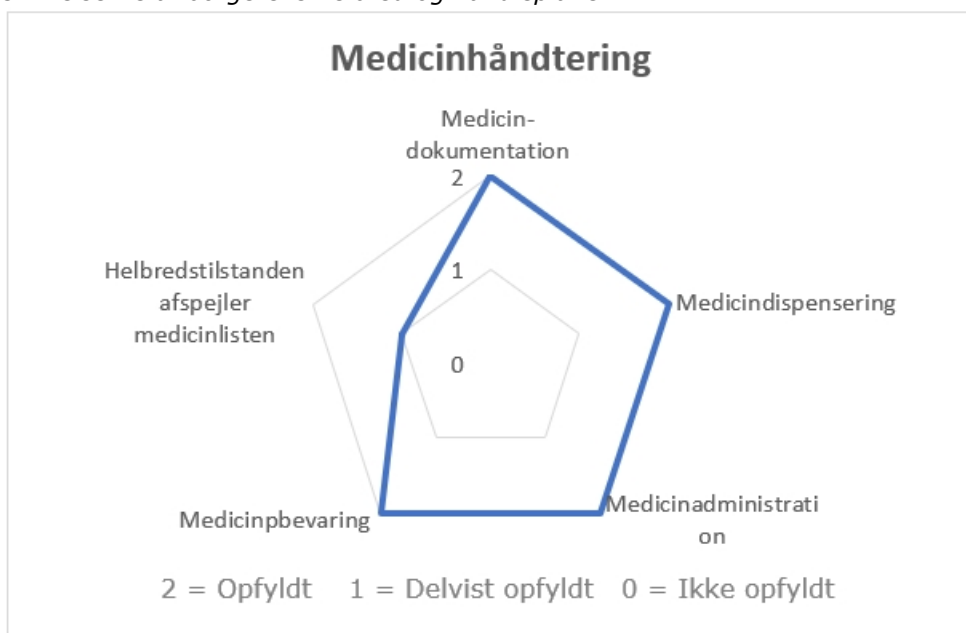 Medicinhåndtering
Medicin-
dokumentation
2
1
0
Helbredstilstanden
afspejler
medicinlisten
Medicindispensering
Medicinpbevaring
Medicinadministrati
on
2 = Opfyldt 1 = Delvist opfyldt 0 = Ikke opfyldt